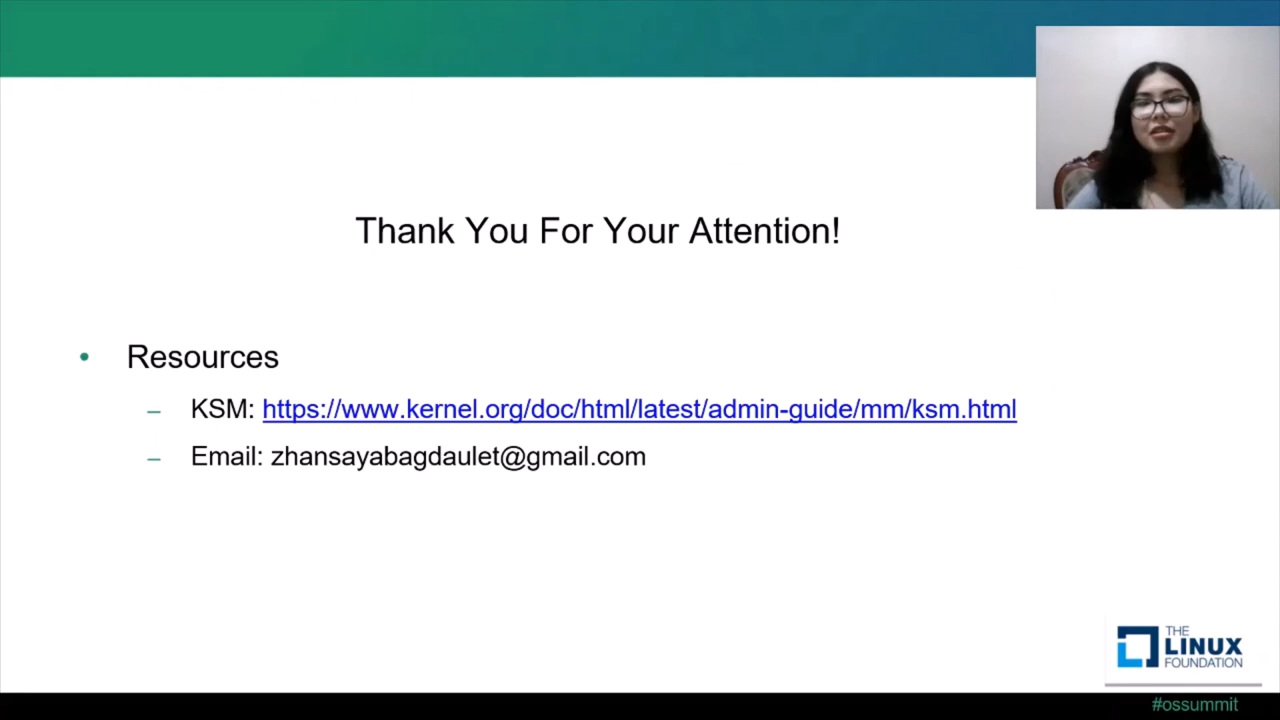 Thank You For Your Attention!
• Resources
– KSM: https://www.kernel.org/doc/html/latest/admin-guide/mm/ksm.html
– Email: zhansayabagdaulet@gmail.com
THE
LINUX
FOUNDATION
#ossummit